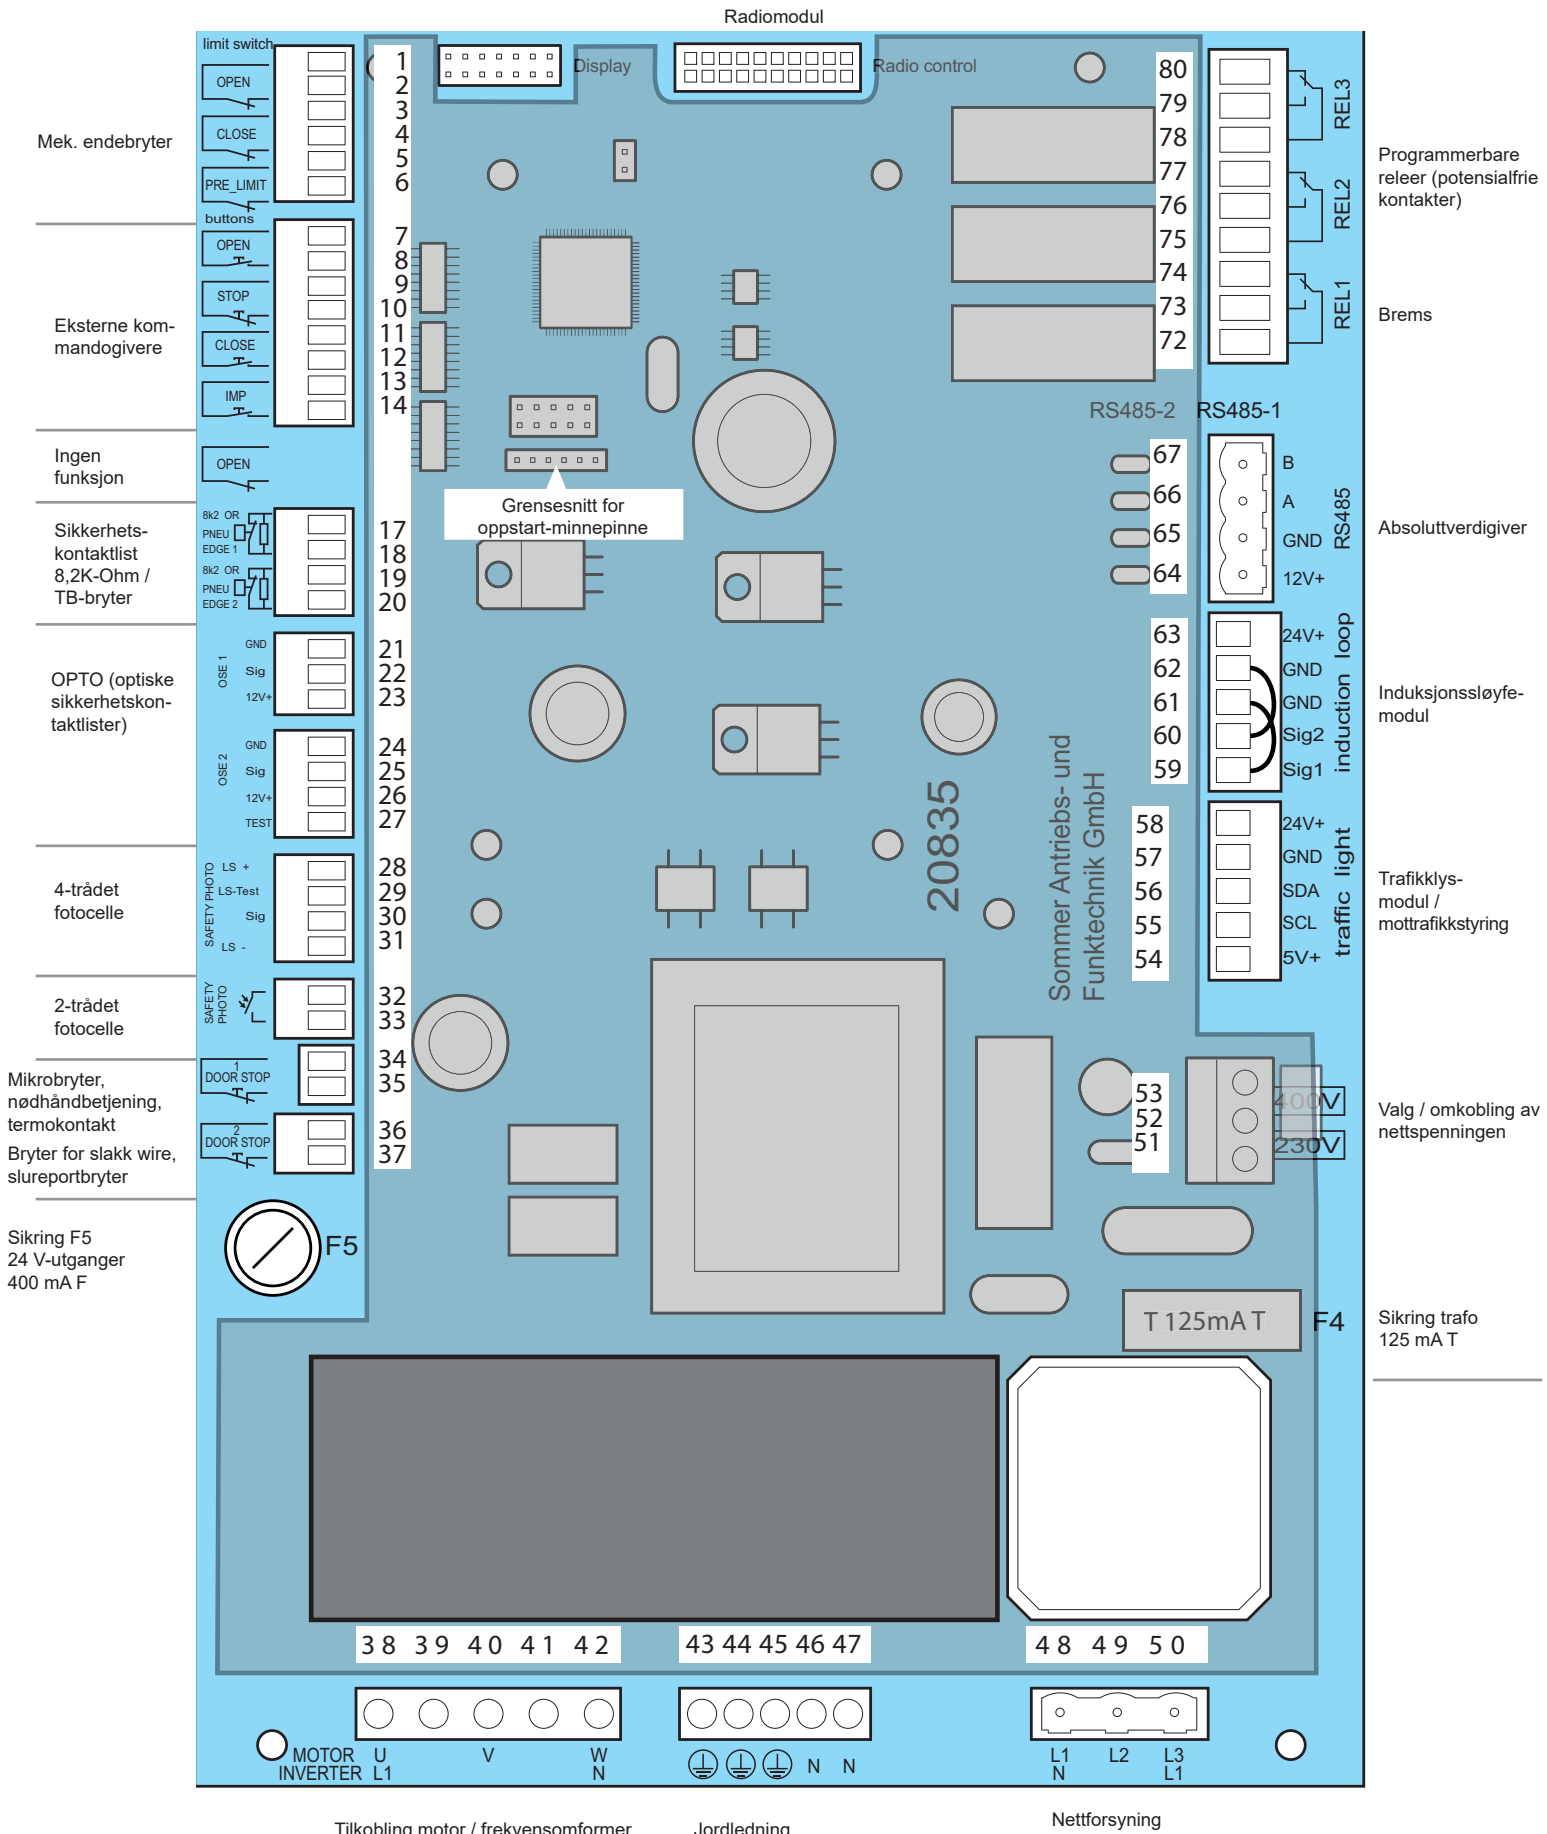 Radiomodul
limit switch
OPEN
CLOSE
PRE_LIMIT
Mek. endebryter
1
2
3
4
5
6
Display
Radio control
80
79
78
77
76
75
74
73
72
REL3
REL2
REL1
Programmerbare
releer (potensialfrie
kontakter)
Brems
buttons
OPEN
STOP
CLOSE
IMP
Eksterne kom-
mandogivere
7
8
9
10
11
12
13
14
Ingen
funksjon
OPEN
Grensesnitt for
oppstart-minnepinne
RS485-2 RS485-1
67
66
65
64
B
A
GND
12V+
RS485
Absoluttverdigiver
Sikkerhets-
kontaktlist
8,2K-Ohm /
TB-bryter
8k2 OR
PNEU
EDGE 1
8k2 OR
PNEU
EDGE 2
17
18
19
20
OPTO (optiske
sikkerhetskon-
taktlister)
OSE 1
GND
Sig
12V+
21
22
23
OSE 2
GND
Sig
12V+
TEST
24
25
26
27
63
62
61
60
59
24V+
GND
GND
Sig2
Sig1
induction loop
Induksjonssløyfe-
modul
58
57
56
55
54
24V+
GND
SDA
SCL
5V+
traffic light
Trafikklys-
modul /
mottrafikkstyring
20835
Sommer Antriebs- und
Funktechnik GmbH
4-trådet
fotocelle
SAFETY PHOTO
LS +
LS-Test
Sig
LS -
28
29
30
31
2-trådet
fotocelle
SAFETY
PHOTO
32
33
Mikrobryter,
nødhåndbetjening,
termokontakt
1
DOOR STOP
34
35
Bryter for slakk wire,
slureportbryter
2
DOOR STOP
36
37
53
52
51
400V
230V
Valg / omkobling av
nettspenningen
Sikring F5
24 V-utganger
400 mA F
F5
T 125mA T
F4
Sikring trafo
125 mA T
38 39 40 41 42
43 44 45 46 47
48 49 50
MOTOR U V W
INVERTER L1 N
N N
L1 L2 L3
N L1
Tilkobling motor / frekvensomformer
Jordledning
Nettforsyning